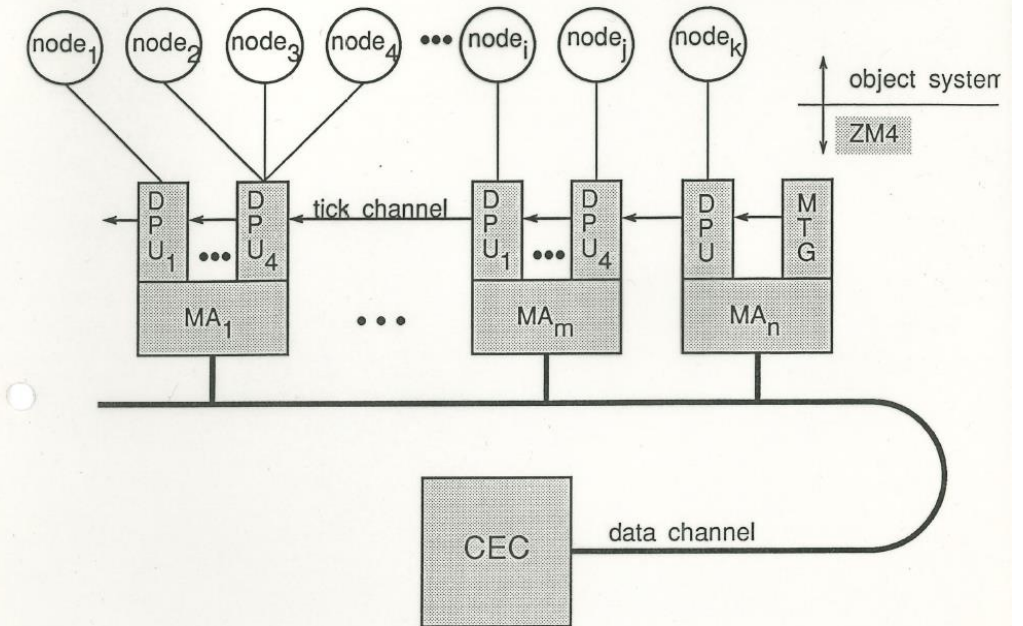 node1 node2 node3 node4 ••• nodei nodej nodek
object system
ZM4
DPU1 ••• DPU4 tick channel DPU1 ••• DPU4 DPU MTG
MA1 ••• MAm MAn
data channel
CEC